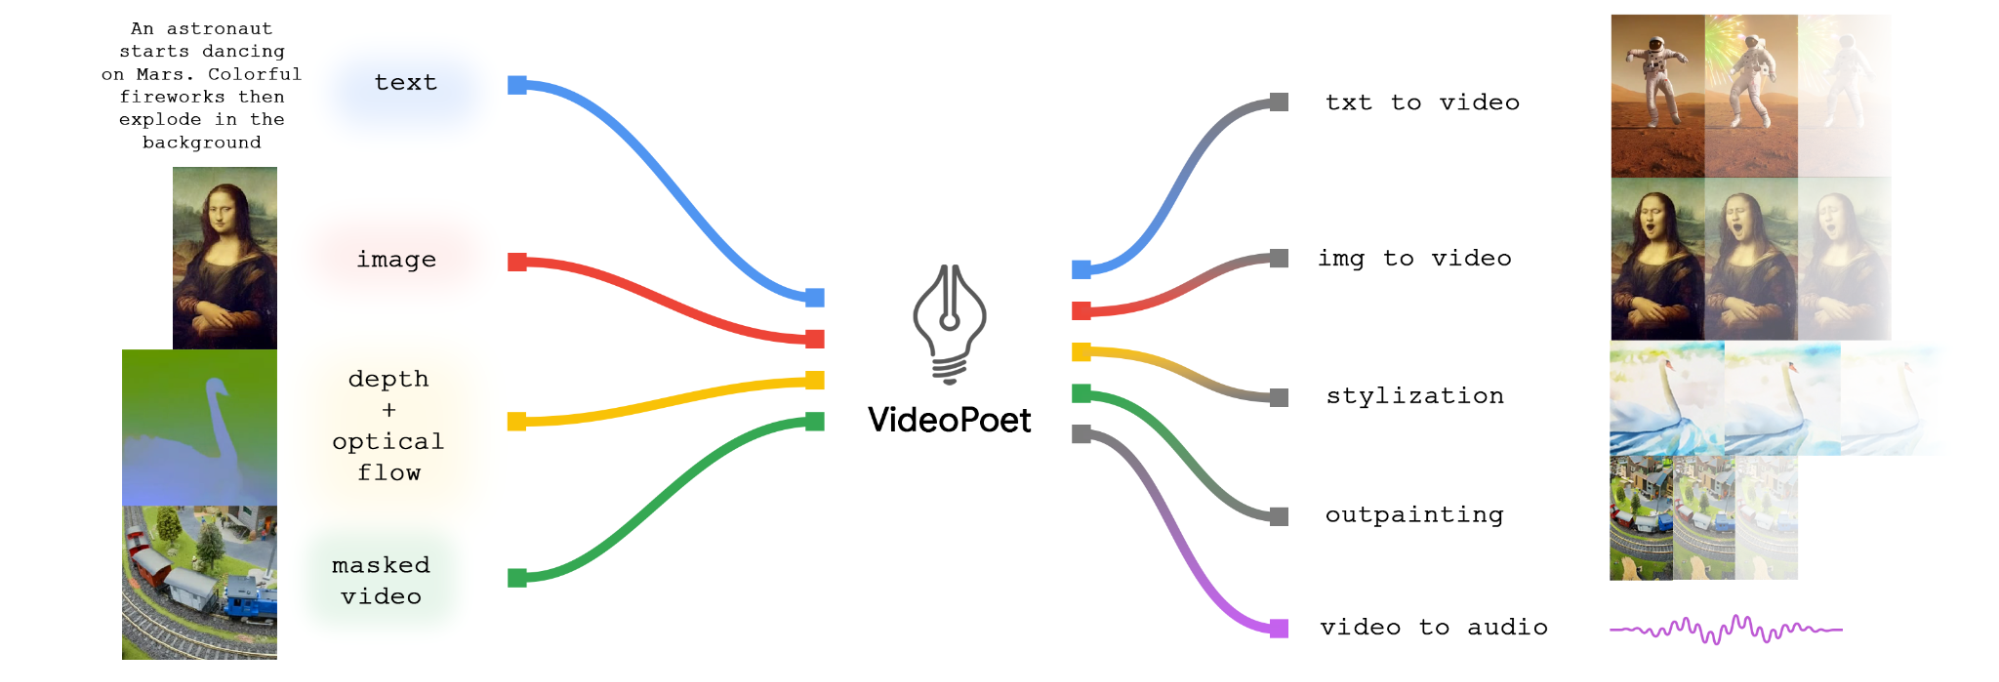 An astronaut
starts dancing
on Mars. Colorful
fireworks then
explode in the
background
text
image
depth
+
optical
flow
masked
video
VideoPoet
txt to video
img to video
stylization
outpainting
video to audio